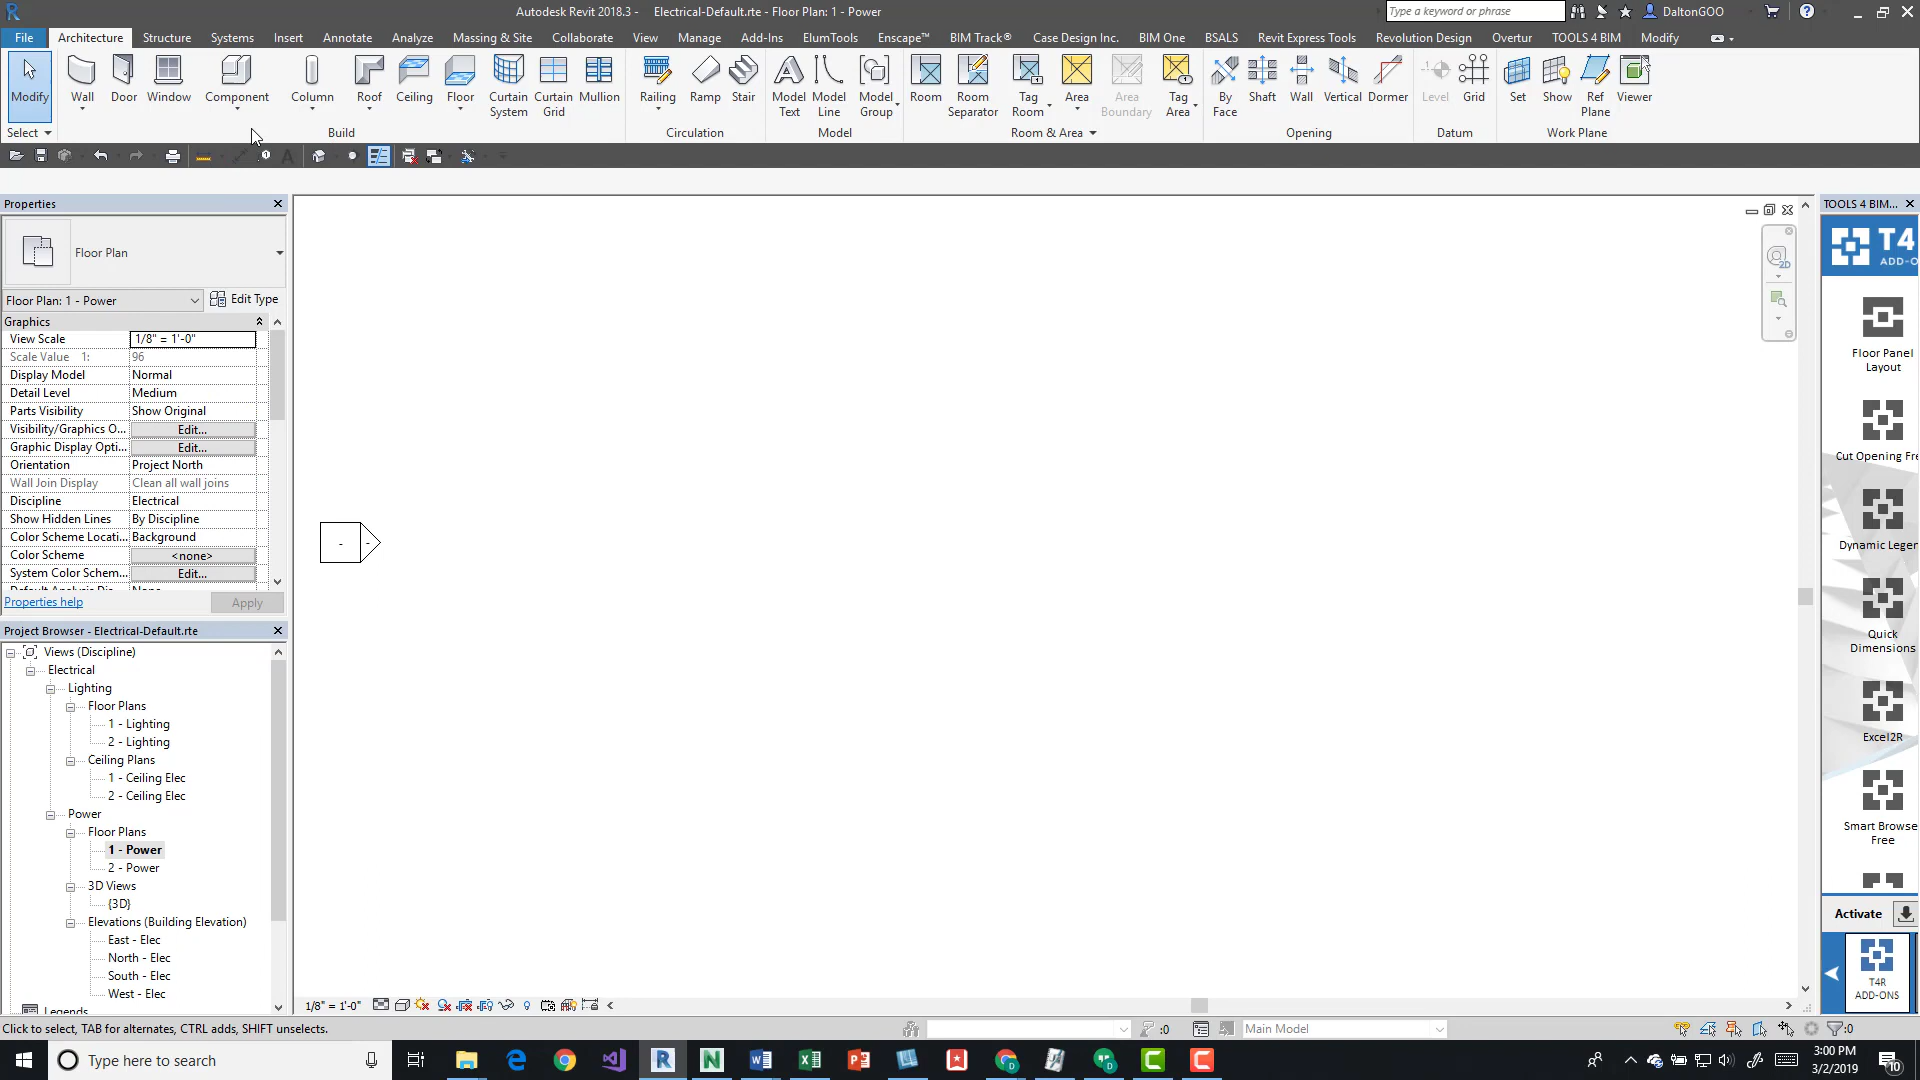 Autodesk Revit 2018.3 - Electrical-Default.rte - Floor Plan: 1 - Power
Type a keyword or phrase
DaltonGOO
File Architecture Structure Systems Insert Annotate Analyze Massing & Site Collaborate View Manage Add-Ins ElumTools Enscape™ BIM Track® Case Design Inc. BIM One BSALS Revit Express Tools Revolution Design Overtur TOOLS 4 BIM Modify
Modify Wall Door Window Component Column Roof Ceiling Floor Curtain System Curtain Grid Mullion Railing Ramp Stair Model Text Model Line Model Group Room Room Separator Tag Room Area Area Boundary Tag Area By Face Shaft Wall Vertical Dormer Level Grid Set Show Ref Plane Viewer
Select Build Circulation Model Room & Area Opening Datum Work Plane
Properties
Floor Plan
Floor Plan: 1 - Power Edit Type
Graphics
View Scale 1/8" = 1'-0"
Scale Value 1: 96
Display Model Normal
Detail Level Medium
Parts Visibility Show Original
Visibility/Graphics O... Edit...
Graphic Display Opti... Edit...
Orientation Project North
Wall Join Display Clean all wall joins
Discipline Electrical
Show Hidden Lines By Discipline
Color Scheme Locati... Background
Color Scheme <none>
System Color Schem... Edit...
Properties help Apply
Project Browser - Electrical-Default.rte
Views (Discipline)
Electrical
Lighting
Floor Plans
1 - Lighting
2 - Lighting
Ceiling Plans
1 - Ceiling Elec
2 - Ceiling Elec
Power
Floor Plans
1 - Power
2 - Power
3D Views
{3D}
Elevations (Building Elevation)
East - Elec
North - Elec
South - Elec
West - Elec
Legends
- -
2D
TOOLS 4 BIM...
T4
ADD-O
Floor Panel
Layout
Cut Opening Fre
Dynamic Legen
Quick
Dimensions
Excel2R
Smart Browse
Free
Activate
T4R
ADD-ONS
1/8" = 1'-0"
Click to select, TAB for alternates, CTRL adds, SHIFT unselects.
:0
Main Model
:0
Type here to search
3:00 PM
3/2/2019
10